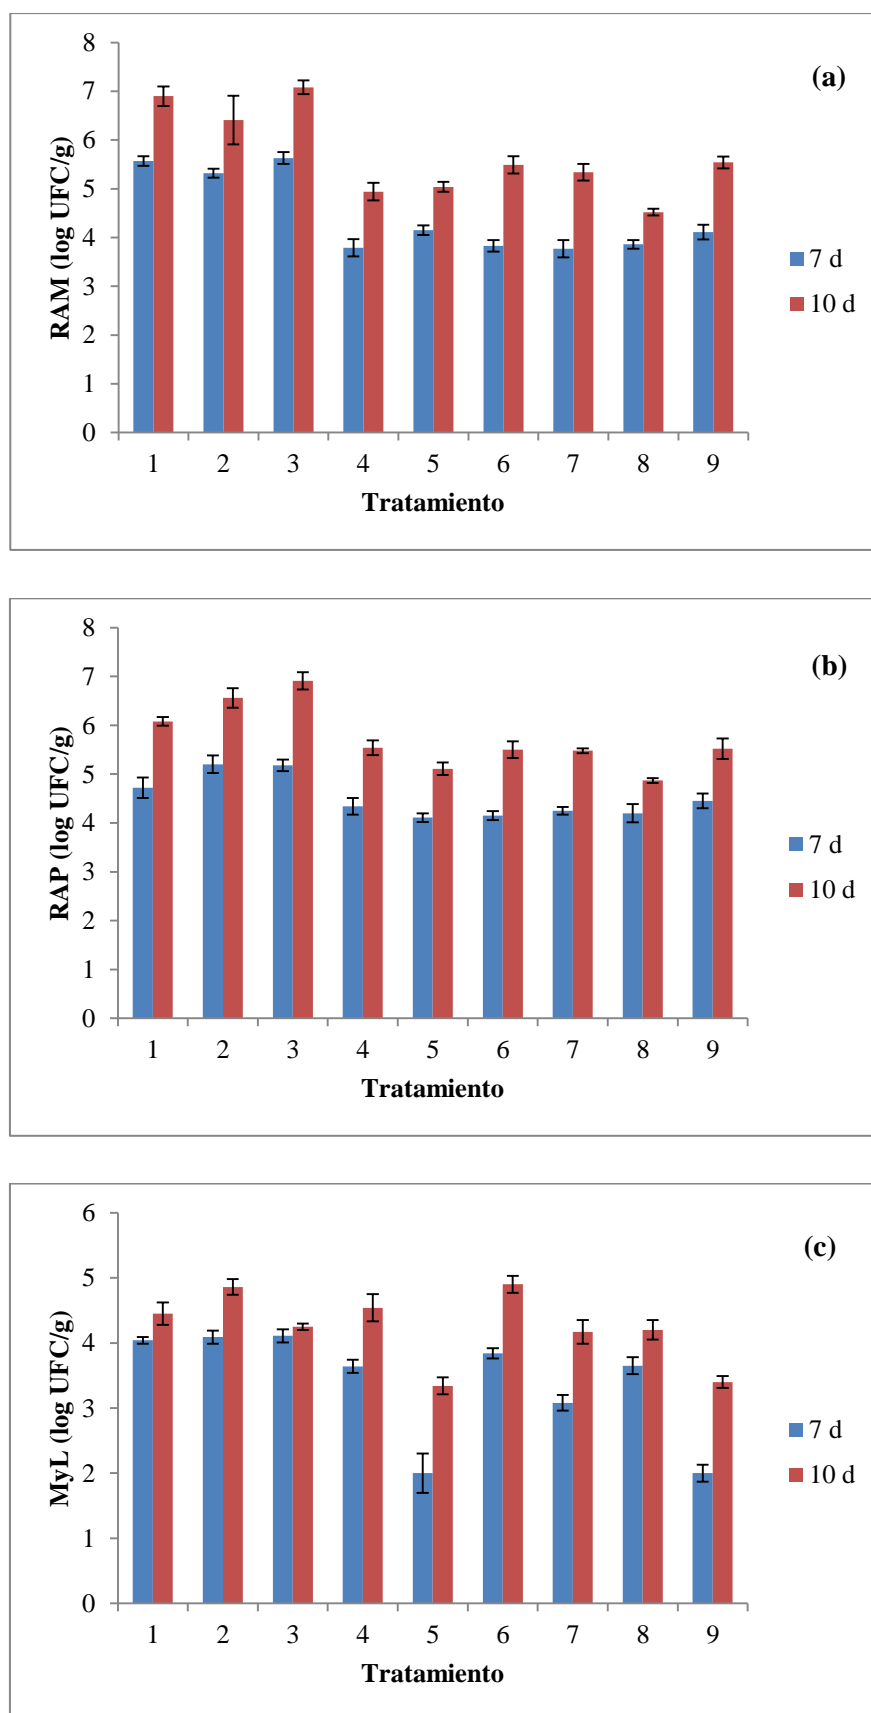 (a)
RAM (log UFC/g)
8
7
6
5
4
3
2
1
0
1 2 3 4 5 6 7 8 9
Tratamiento
7 d
10 d
(b)
RAP (log UFC/g)
8
7
6
5
4
3
2
1
0
1 2 3 4 5 6 7 8 9
Tratamiento
7 d
10 d
(c)
MyL (log UFC/g)
6
5
4
3
2
1
0
1 2 3 4 5 6 7 8 9
Tratamiento
7 d
10 d